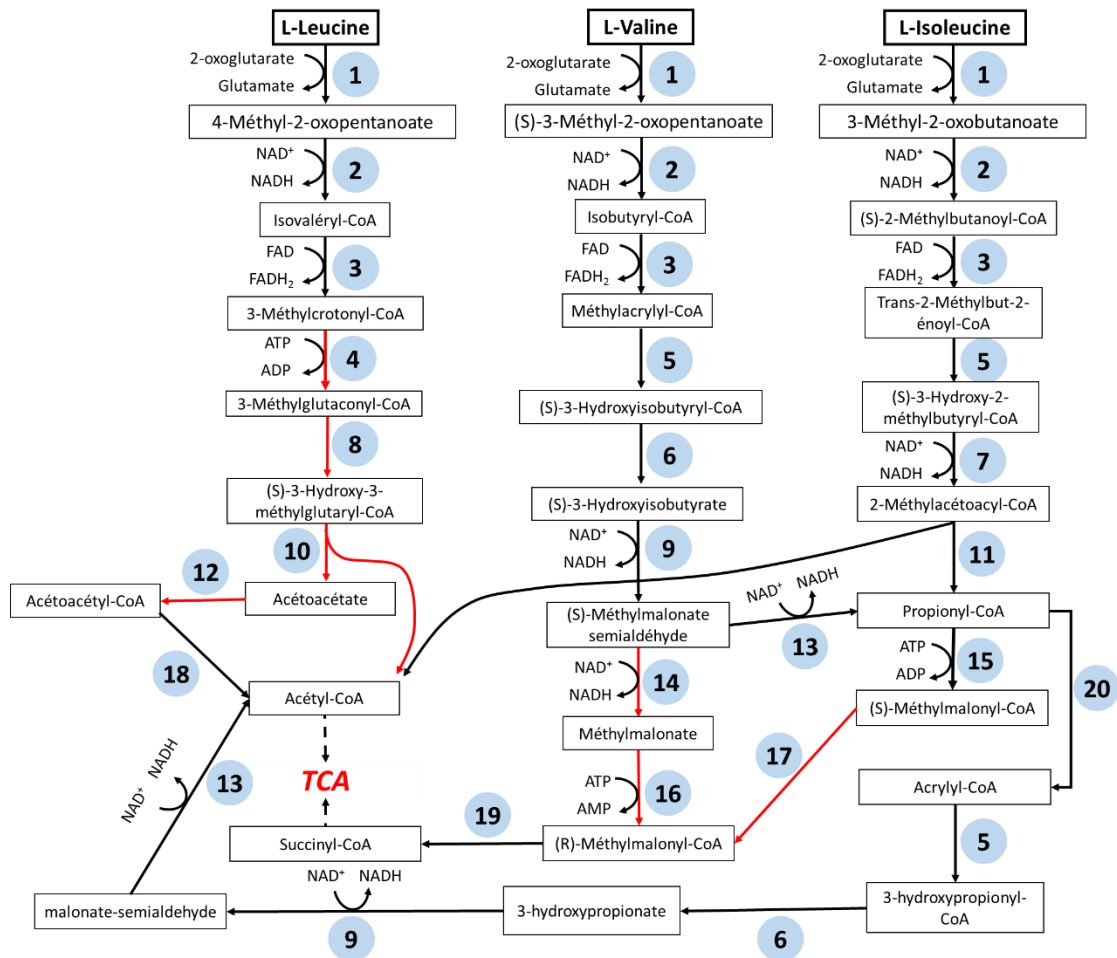 L-Leucine
L-Valine
L-Isoleucine
2-oxoglutarate
Glutamate
1
2-oxoglutarate
Glutamate
1
2-oxoglutarate
Glutamate
1
4-Méthyl-2-oxopentanoate
(S)-3-Méthyl-2-oxopentanoate
3-Méthyl-2-oxobutanoate
NAD⁺
NADH
2
NAD⁺
NADH
2
NAD⁺
NADH
2
Isovaléryl-CoA
Isobutyryl-CoA
(S)-2-Méthylbutanoyl-CoA
FAD
FADH₂
3
FAD
FADH₂
3
FAD
FADH₂
3
3-Méthylcrotonyl-CoA
Méthylacrylyl-CoA
Trans-2-Méthylbut-2-
énoyl-CoA
ATP
ADP
4
5
5
3-Méthylglutaconyl-CoA
(S)-3-Hydroxyisobutyryl-CoA
(S)-3-Hydroxy-2-
méthylbutyryl-CoA
8
6
NAD⁺
NADH
7
(S)-3-Hydroxy-3-
méthylglutaryl-CoA
(S)-3-Hydroxyisobutyrate
2-Méthylacétoacyl-CoA
10
NAD⁺
NADH
9
11
12
Acétoacétyl-CoA
Acétoacétate
(S)-Méthylmalonate
semialdéhyde
NAD⁺
NADH
13
Propionyl-CoA
18
NAD⁺
NADH
14
ATP
ADP
15
20
Acétyl-CoA
Méthylmalonate
(S)-Méthylmalonyl-CoA
17
NAD⁺
NADH
13
TCA
ATP
AMP
16
Acrylyl-CoA
19
Succinyl-CoA
(R)-Méthylmalonyl-CoA
5
NAD⁺
NADH
malonate-semialdehyde
3-hydroxypropionate
3-hydroxypropionyl-
CoA
9
6